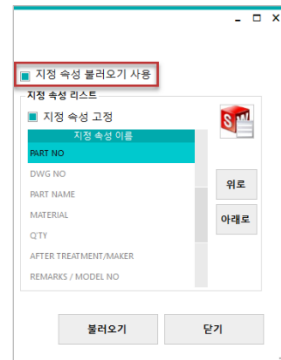 지정 속성 불러오기 사용
지정 속성 리스트
지정 속성 고정
지정 속성 이름
PART NO
DWG NO
PART NAME
MATERIAL
Q'TY
AFTER TREATMENT/MAKER
REMARKS / MODEL NO
SW
위로
아래로
불러오기
닫기